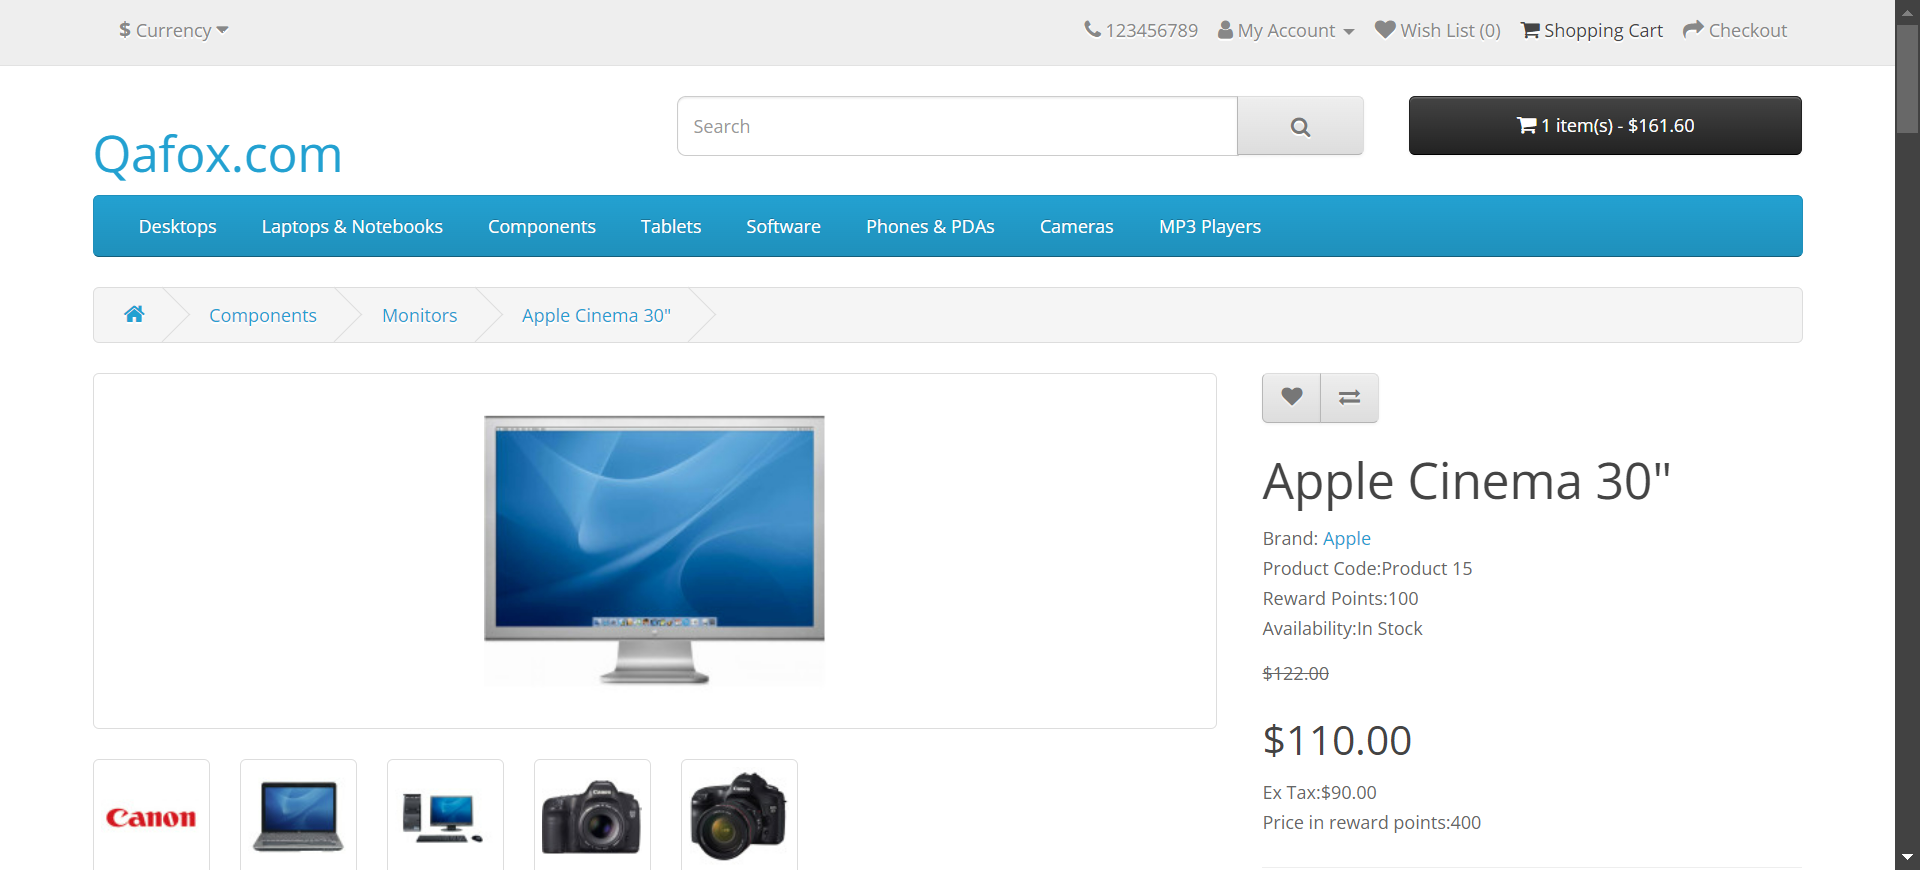 $ Currency
123456789 My Account Wish List (0) Shopping Cart Checkout
Qafox.com
Search
1 item(s) - $161.60
Desktops Laptops & Notebooks Components Tablets Software Phones & PDAs Cameras MP3 Players
Components Monitors Apple Cinema 30"
Apple Cinema 30"
Brand: Apple
Product Code:Product 15
Reward Points:100
Availability:In Stock
$122.00
$110.00
Ex Tax:$90.00
Price in reward points:400
Canon
Canon